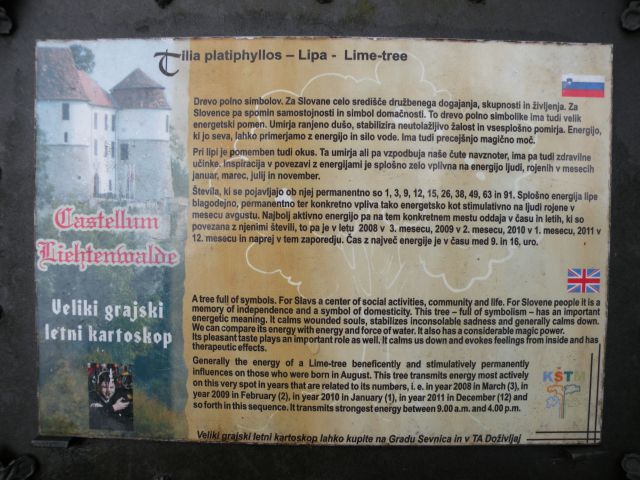 Tilia platiphyllos – Lipa - Lime-tree
Drevo polno simbolov. Za Slovane celo središče družbenega dogajanja, skupnosti in življenja. Za
Slovence pa spomin samostojnosti in simbol domačnosti. To drevo polno simbolike ima tudi velik
energetski pomen. Umirja ranjeno dušo, stabilizira neutolažljivo žalost in vsesplošno pomirja. Energijo,
ki jo seva, lahko primerjamo z energijo in silo vode. Ima tudi precejšnjo magično moč.
Pri lipi je pomemben tudi okus. Ta umirja ali pa vzpodbuja naše čute navznoter, ima pa tudi zdravilne
učinke. Inspiracija v povezavi z energijami je splošno zelo vplivna na energijo ljudi, rojenih v mesecih
januar, marec, julij in november.
Števila, ki se pojavljajo ob njej permanentno so 1, 3, 9, 12, 15, 26, 38, 49, 63 in 91. Splošno energija lipe
blagodejno, permanentno ter konkretno vpliva tako energetsko kot stimulativno na ljudi rojene v
mesecu avgustu. Najbolj aktivno energijo pa na tem konkretnem mestu oddaja v času in letih, ki so
povezana z njenimi števili, to pa je v letu 2008 v 3. mesecu, 2009 v 2. mesecu, 2010 v 1. mesecu, 2011 v
12. mesecu in naprej v tem zaporedju. Čas z največ energije je v času med 9. in 16, uro.
Castellum
Liehtenwalde
Veliki grajski
letni kartoskop
A tree full of symbols. For Slavs a center of social activities, community and life. For Slovene people it is a
memory of independence and a symbol of domesticity. This tree – full of symbolism – has an important
energetic meaning. It calms wounded souls, stabilizes inconsolable sadness and generally calms down.
We can compare its energy with energy and force of water. It also has a considerable magic power.
Its pleasant taste plays an important role as well. It calms us down and evokes feelings from inside and has
therapeutic effects.
Generally the energy of a Lime-tree beneficently and stimulatively permanently
influences on those who were born in August. This tree transmits energy most actively
on this very spot in years that are related to its numbers, i. e. in year 2008 in March (3), in
year 2009 in February (2), in year 2010 in January (1), in year 2011 in December (12) and
so forth in this sequence. It transmits strongest energy between 9.00 a.m. and 4.00 p.m.
KŠTM
Veliki grajski letni kartoskop lahko kupite na Gradu Sevnica in v TA Doživljaj